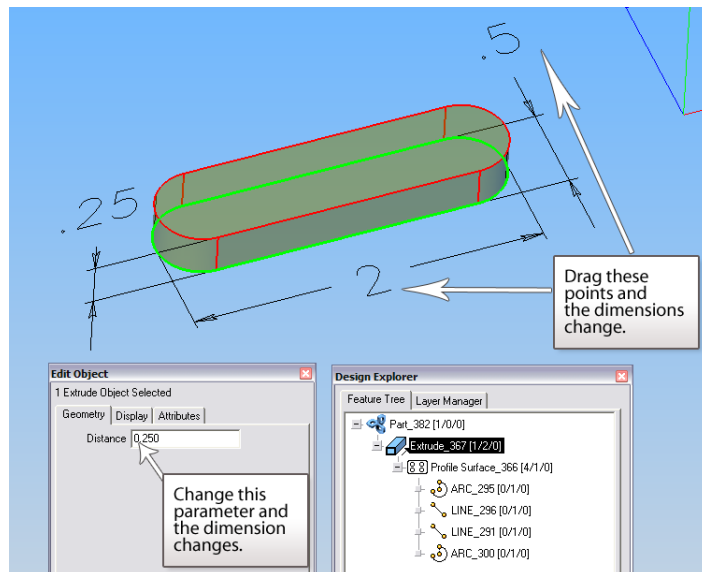 .5
.25
2
Drag these
points and
the dimensions
change.
Edit Object
1 Extrude Object Selected
Geometry Display Attributes
Distance 0.250
Change this
parameter and
the dimension
changes.
Design Explorer
Feature Tree Layer Manager
Part_382 [1/0/0]
Extrude_367 [1/2/0]
Profile Surface_366 [4/1/0]
ARC_295 [0/1/0]
LINE_296 [0/1/0]
LINE_291 [0/1/0]
ARC_300 [0/1/0]